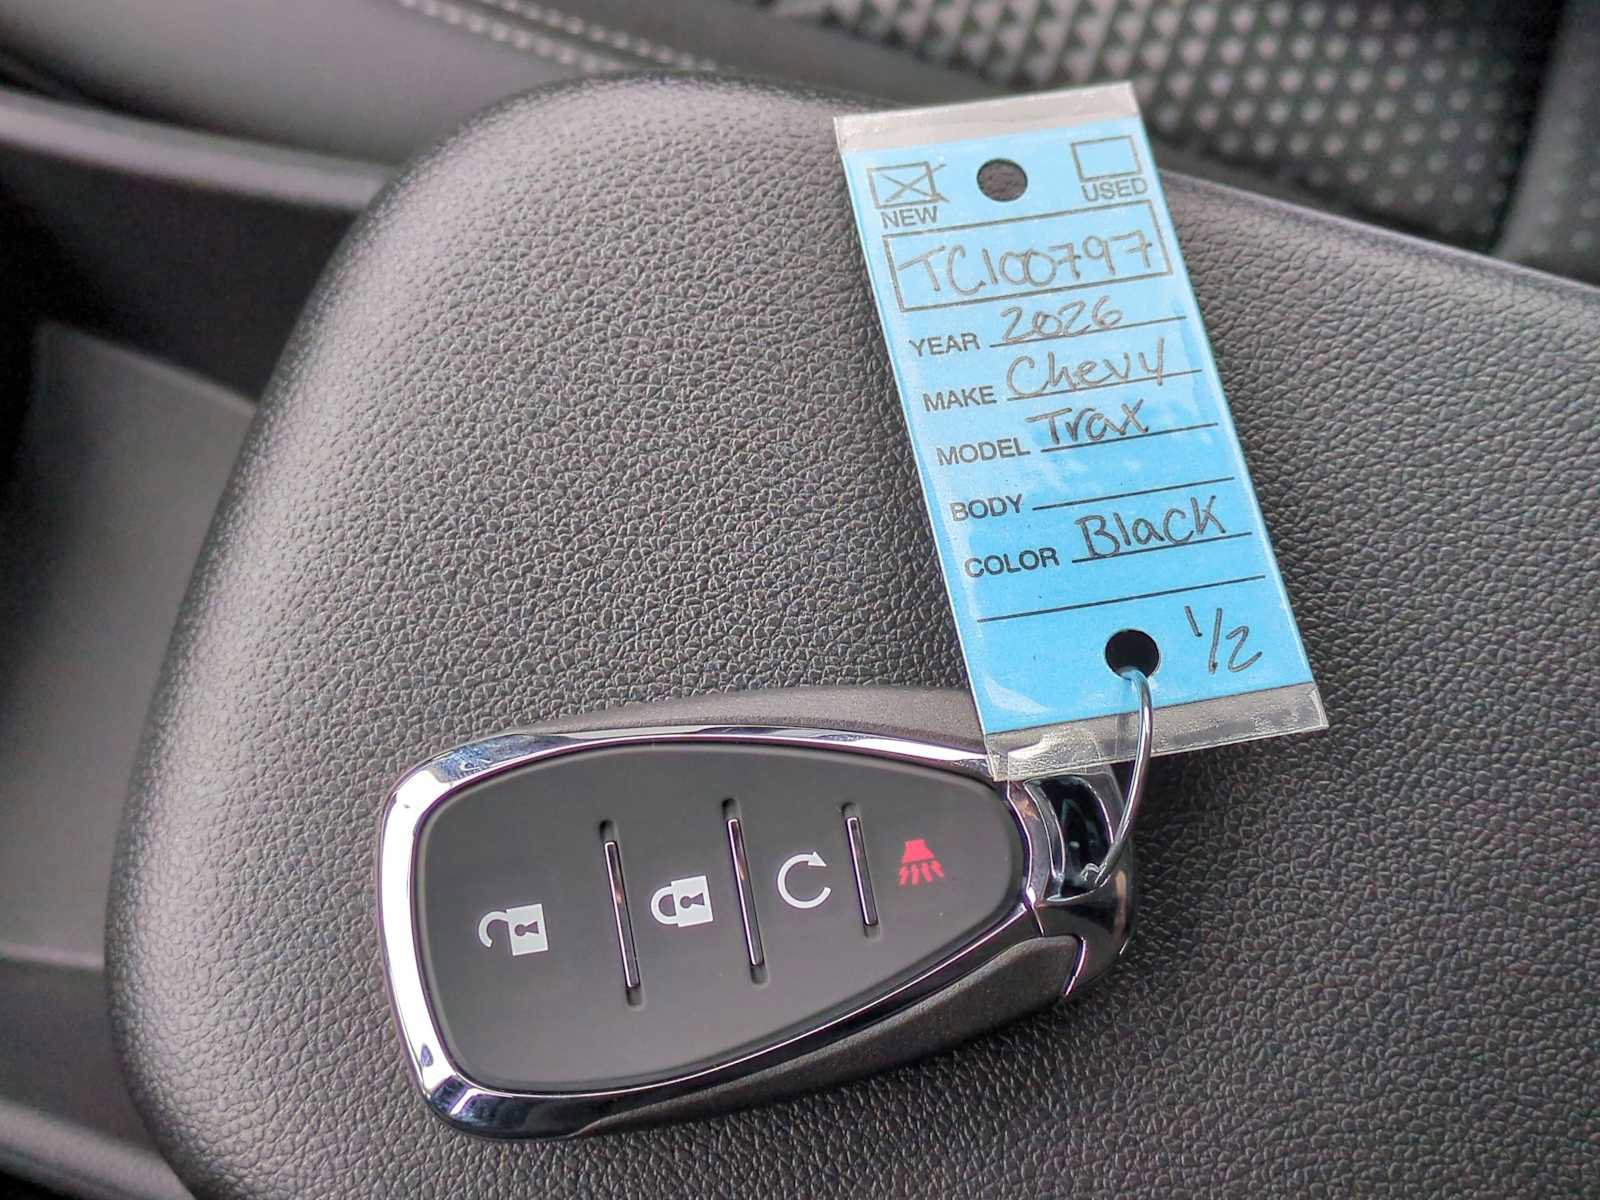 NEW USED
TC100797
YEAR 2026
MAKE Chevy
MODEL Trax
BODY
COLOR Black
1/2